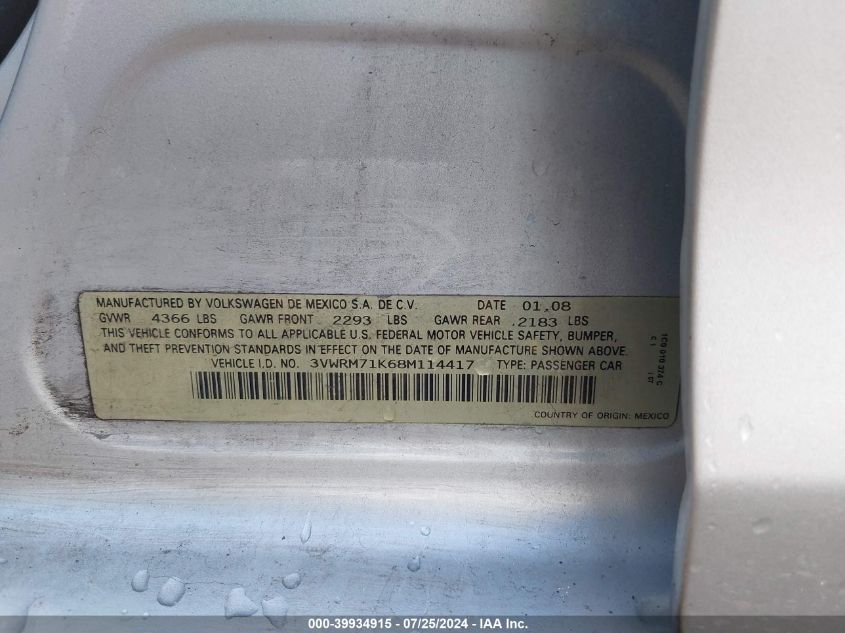 MANUFACTURED BY VOLKSWAGEN DE MEXICO S.A. DE C.V. DATE 01.08
GVWR 4366 LBS GAWR FRONT 2293 LBS GAWR REAR .2183 LBS
THIS VEHICLE CONFORMS TO ALL APPLICABLE U.S. FEDERAL MOTOR VEHICLE SAFETY, BUMPER,
AND THEFT PREVENTION STANDARDS IN EFFECT ON THE DATE OF MANUFACTURE SHOWN ABOVE.
VEHICLE I.D. NO. 3VWRM71K68M114417 TYPE: PASSENGER CAR
COUNTRY OF ORIGIN: MEXICO
1C0 010 374 C
000-39934915 - 07/25/2024 - IAA Inc.